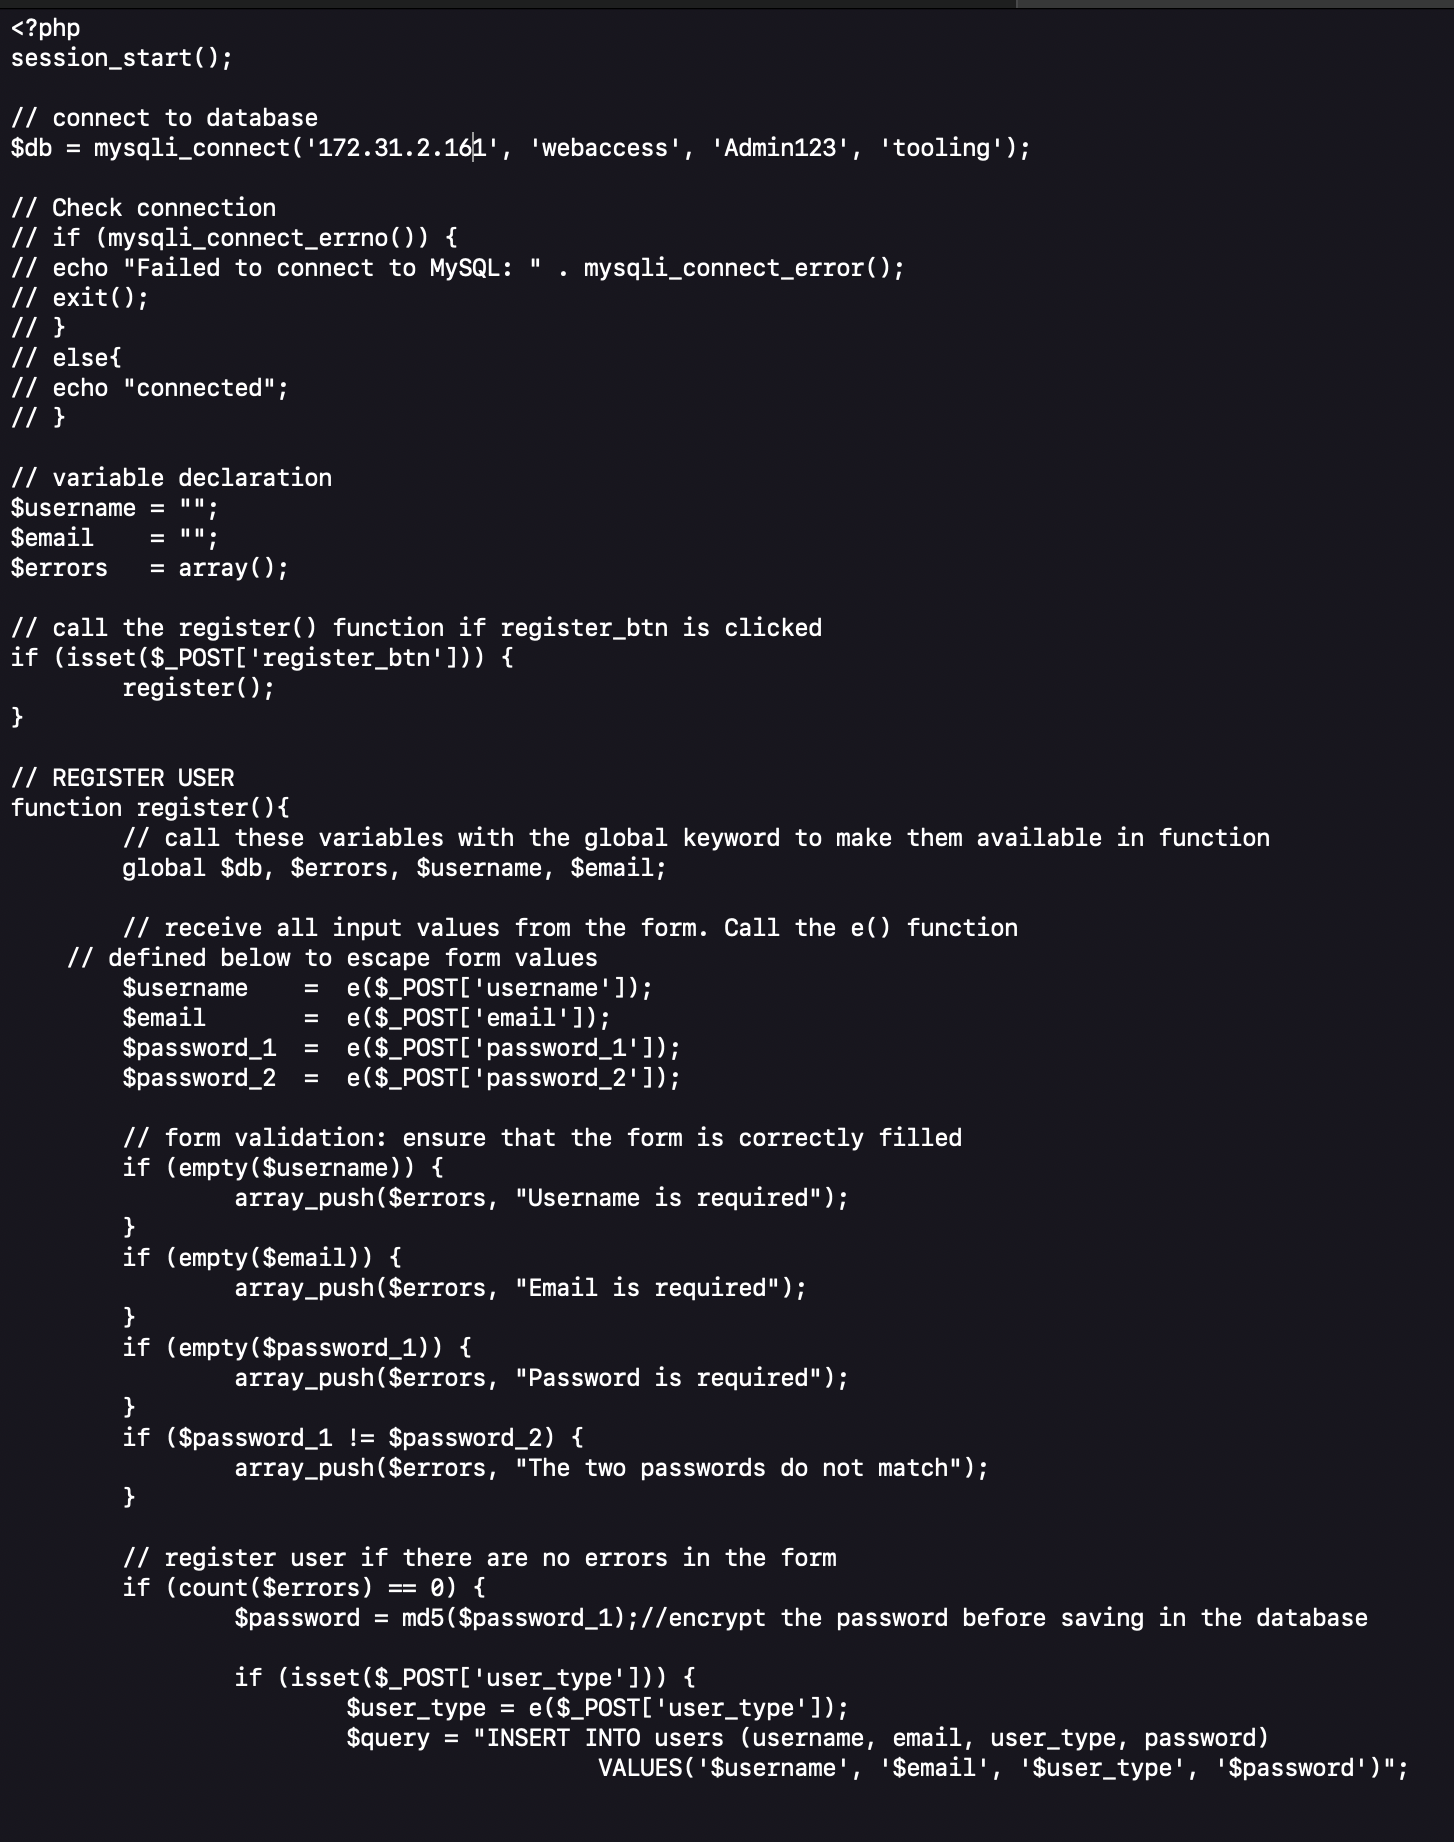 <?php
session_start();

// connect to database
$db = mysqli_connect('172.31.2.161', 'webaccess', 'Admin123', 'tooling');

// Check connection
// if (mysqli_connect_errno()) {
// echo "Failed to connect to MySQL: " . mysqli_connect_error();
// exit();
// }
// else{
// echo "connected";
// }

// variable declaration
$username = "";
$email    = "";
$errors   = array();

// call the register() function if register_btn is clicked
if (isset($_POST['register_btn'])) {
        register();
}

// REGISTER USER
function register(){
        // call these variables with the global keyword to make them available in function
        global $db, $errors, $username, $email;

        // receive all input values from the form. Call the e() function
    // defined below to escape form values
        $username    =  e($_POST['username']);
        $email       =  e($_POST['email']);
        $password_1  =  e($_POST['password_1']);
        $password_2  =  e($_POST['password_2']);

        // form validation: ensure that the form is correctly filled
        if (empty($username)) {
                array_push($errors, "Username is required");
        }
        if (empty($email)) {
                array_push($errors, "Email is required");
        }
        if (empty($password_1)) {
                array_push($errors, "Password is required");
        }
        if ($password_1 != $password_2) {
                array_push($errors, "The two passwords do not match");
        }

        // register user if there are no errors in the form
        if (count($errors) == 0) {
                $password = md5($password_1);//encrypt the password before saving in the database

                if (isset($_POST['user_type'])) {
                        $user_type = e($_POST['user_type']);
                        $query = "INSERT INTO users (username, email, user_type, password)
                                          VALUES('$username', '$email', '$user_type', '$password')";